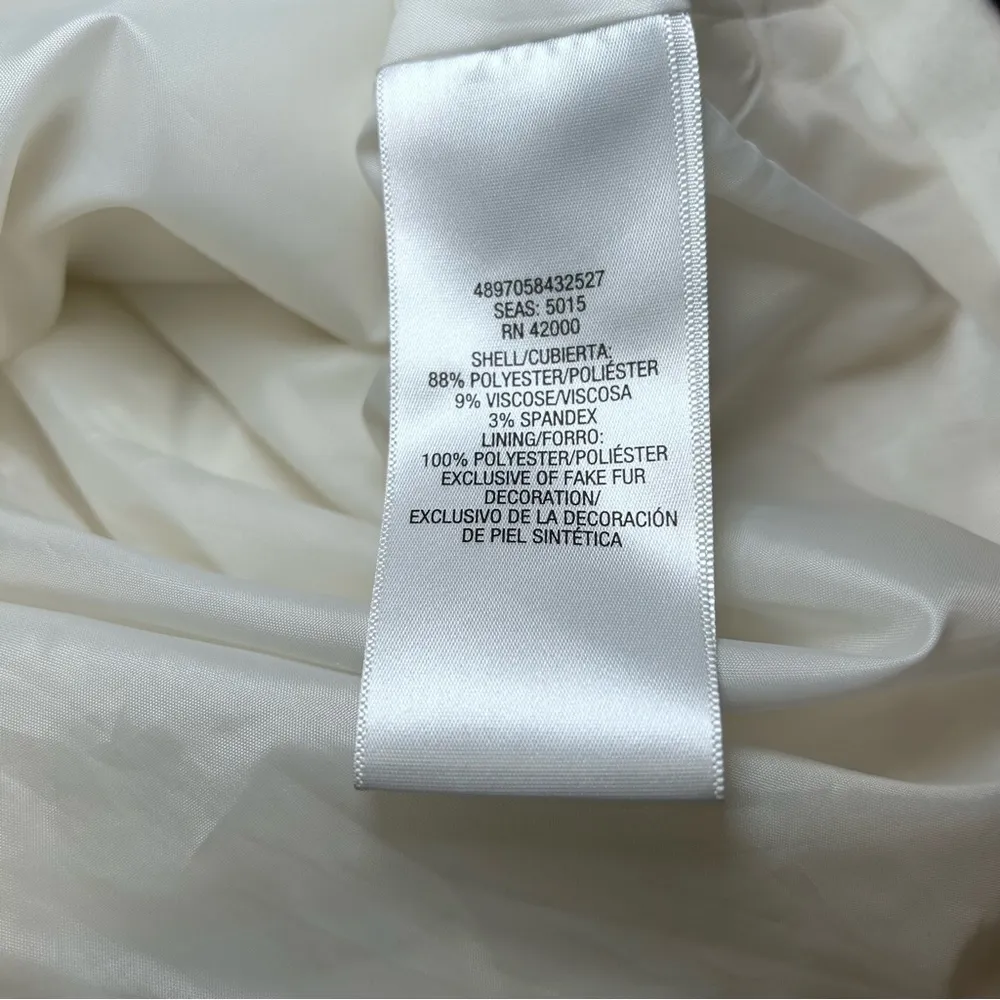 4897058432527
SEAS: 5015
RN 42000
SHELL/CUBIERTA:
88% POLYESTER/POLIÉSTER
9% VISCOSE/VISCOSA
3% SPANDEX
LINING/FORRO:
100% POLYESTER/POLIÉSTER
EXCLUSIVE OF FAKE FUR
DECORATION/
EXCLUSIVO DE LA DECORACIÓN
DE PIEL SINTÉTICA